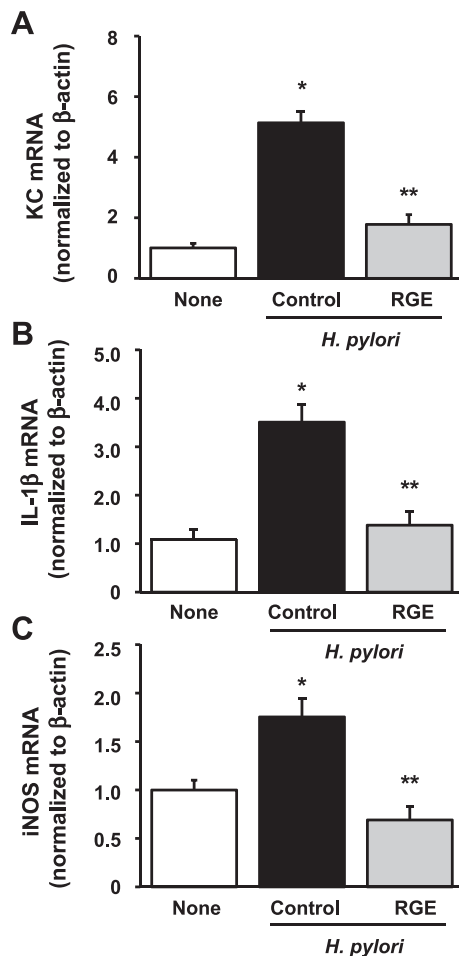 A
KC mRNA
(normalized to β-actin)
8
6
4
2
0
*
**
None
Control
RGE
H. pylori
B
IL-1β mRNA
(normalized to β-actin)
5.0
4.0
3.0
2.0
1.0
0
*
**
None
Control
RGE
H. pylori
C
iNOS mRNA
(normalized to β-actin)
2.5
2.0
1.5
1.0
0.5
0
*
**
None
Control
RGE
H. pylori